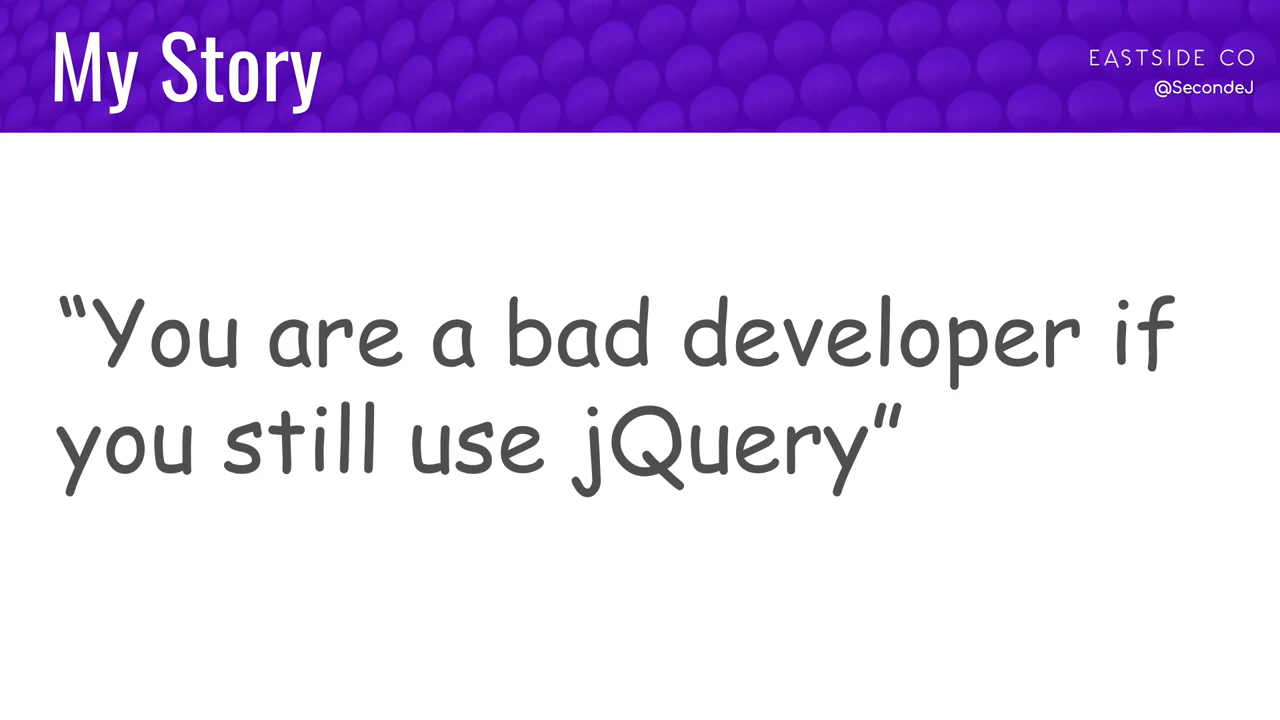 My Story
EASTSIDE CO
@SecondeJ
“You are a bad developer if
you still use jQuery”